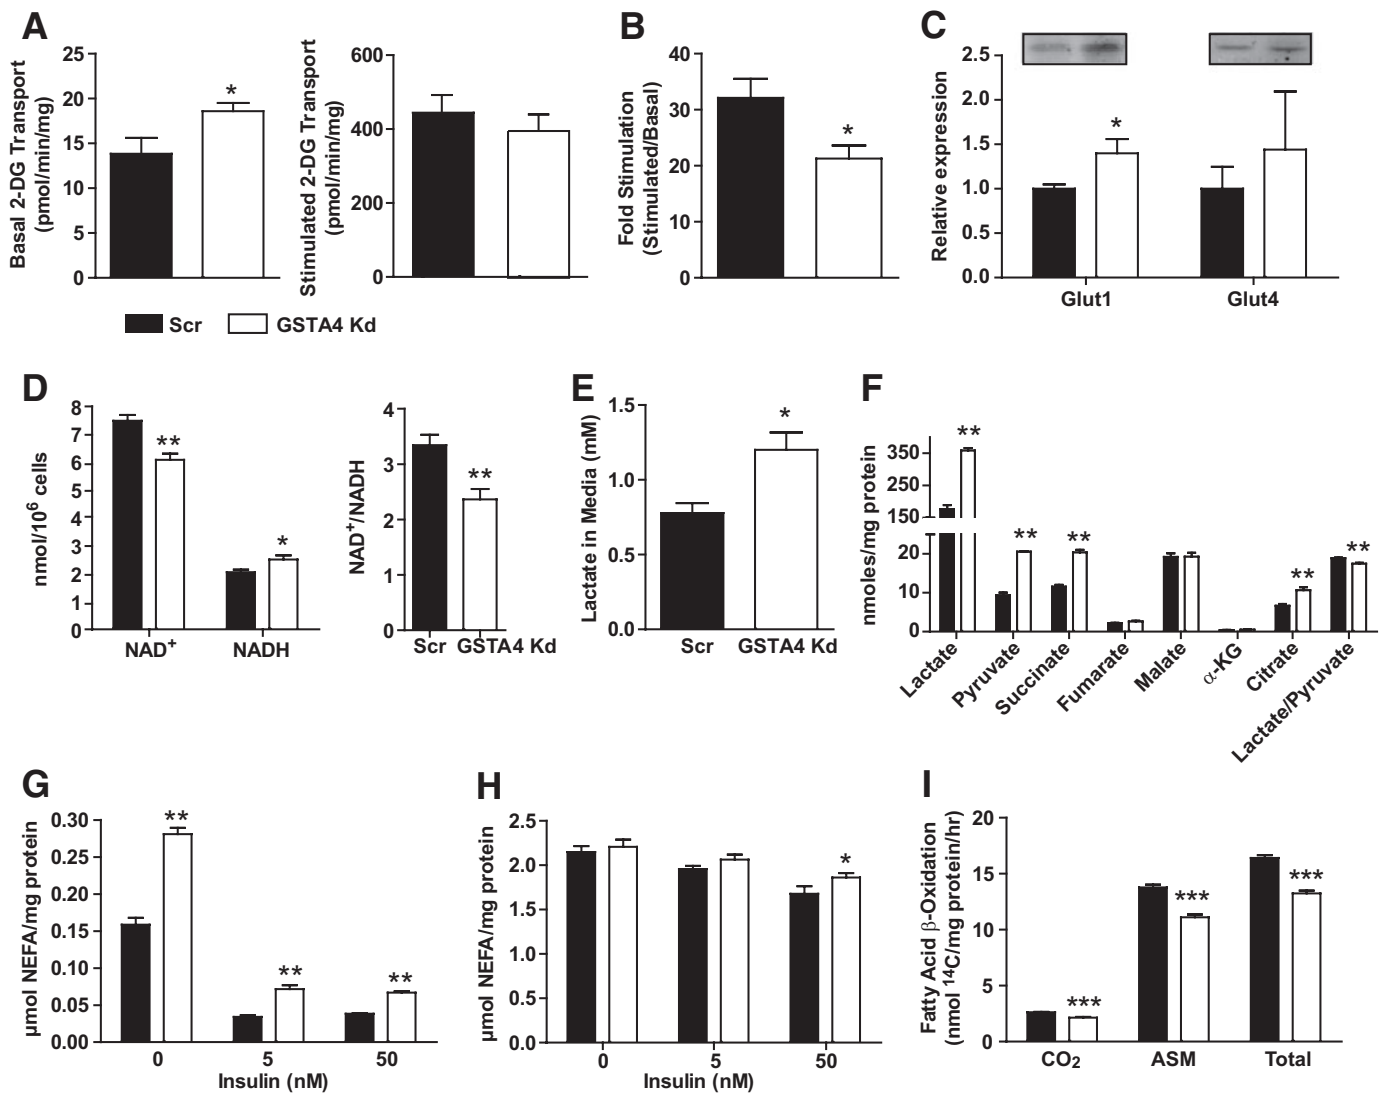 A
Basal 2-DG Transport
(pmol/min/mg)
25
20
15
10
5
0
*
Stimulated 2-DG Transport
(pmol/min/mg)
600
400
200
0
Scr
GSTA4 Kd
B
Fold Stimulation
(Stimulated/Basal)
40
30
20
10
0
*
C
Relative expression
2.5
2.0
1.5
1.0
0.5
0.0
*
Glut1
Glut4
D
nmol/10⁶ cells
8
7
6
5
4
3
2
1
0
**
*
NAD⁺
NADH
NAD⁺/NADH
4
3
2
1
0
**
Scr
GSTA4 Kd
E
Lactate in Media (mM)
1.5
1.0
0.5
0.0
*
Scr
GSTA4 Kd
F
nmoles/mg protein
350
250
150
20
10
0
**
**
**
**
**
Lactate
Pyruvate
Succinate
Fumarate
Malate
α-KG
Citrate
Lactate/Pyruvate
G
μmol NEFA/mg protein
0.30
0.25
0.20
0.15
0.10
0.05
0.00
**
**
**
0
5
50
Insulin (nM)
H
μmol NEFA/mg protein
2.5
2.0
1.5
1.0
0.5
0.0
*
0
5
50
Insulin (nM)
I
Fatty Acid β-Oxidation
(nmol ¹⁴C/mg protein/hr)
20
15
10
5
0
***
***
***
CO₂
ASM
Total